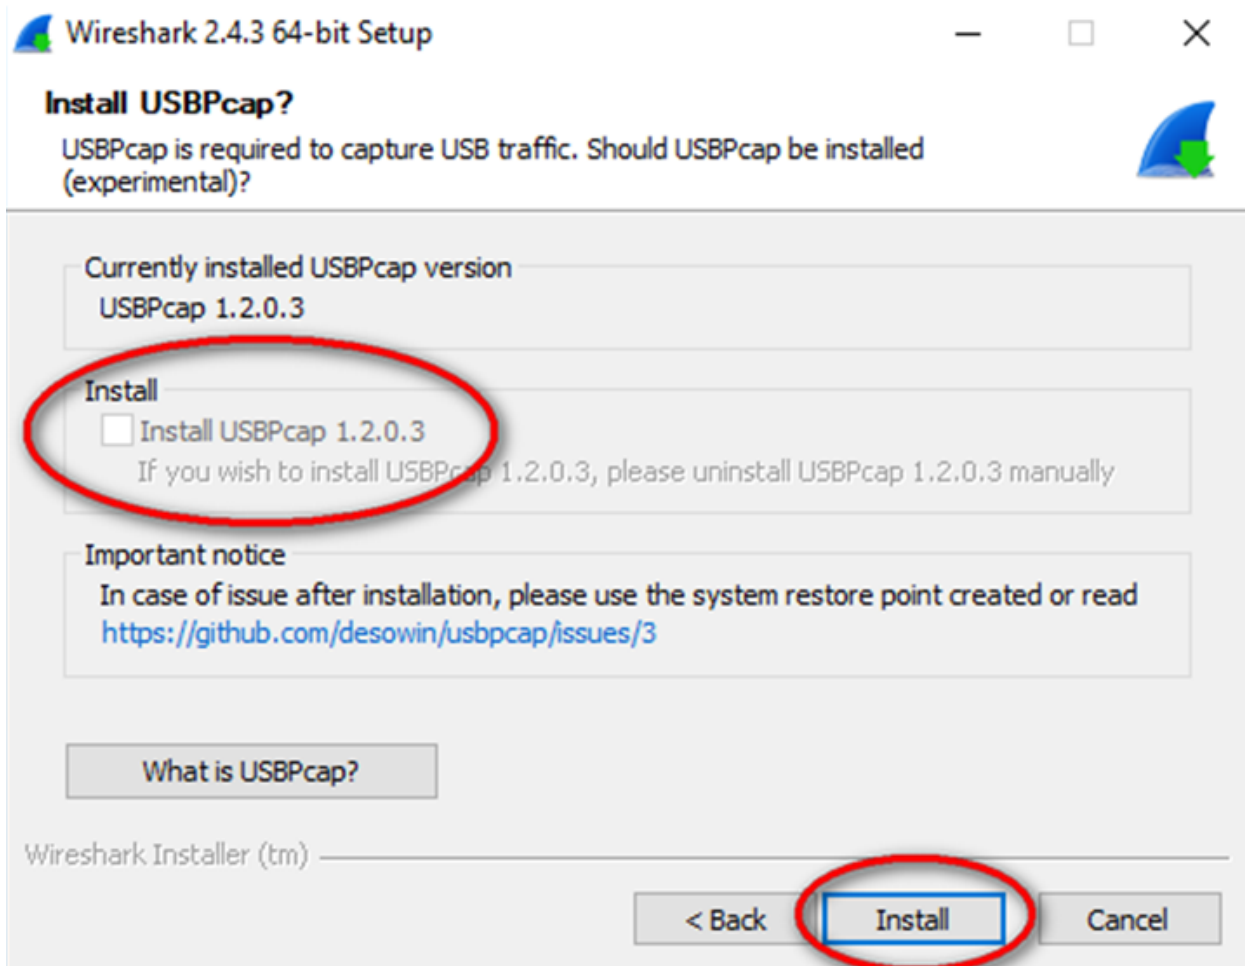 Wireshark 2.4.3 64-bit Setup
Install USBPcap?
USBPcap is required to capture USB traffic. Should USBPcap be installed
(experimental)?
Currently installed USBPcap version
USBPcap 1.2.0.3
Install
Install USBPcap 1.2.0.3
If you wish to install USBPcap 1.2.0.3, please uninstall USBPcap 1.2.0.3 manually
Important notice
In case of issue after installation, please use the system restore point created or read
https://github.com/desowin/usbpcap/issues/3
What is USBPcap?
Wireshark Installer (tm)
< Back
Install
Cancel